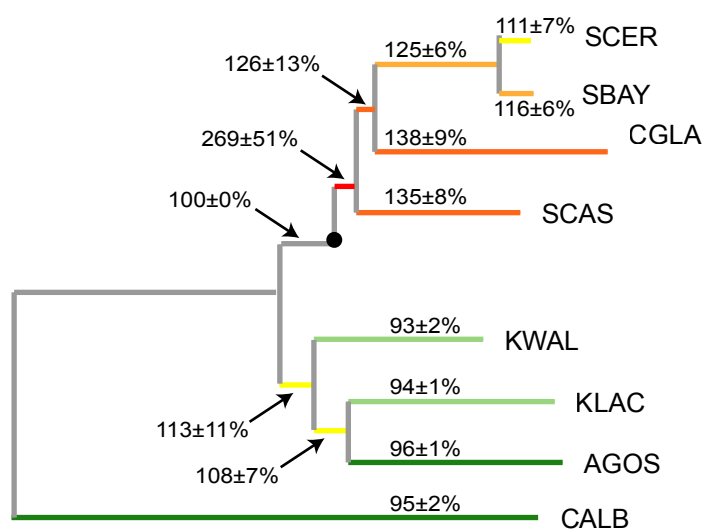 111±7%
SCER
125±6%
126±13%
SBAY
116±6%
CGLA
138±9%
269±51%
135±8%
100±0%
SCAS
93±2%
KWAL
94±1%
KLAC
113±11%
96±1%
AGOS
108±7%
95±2%
CALB